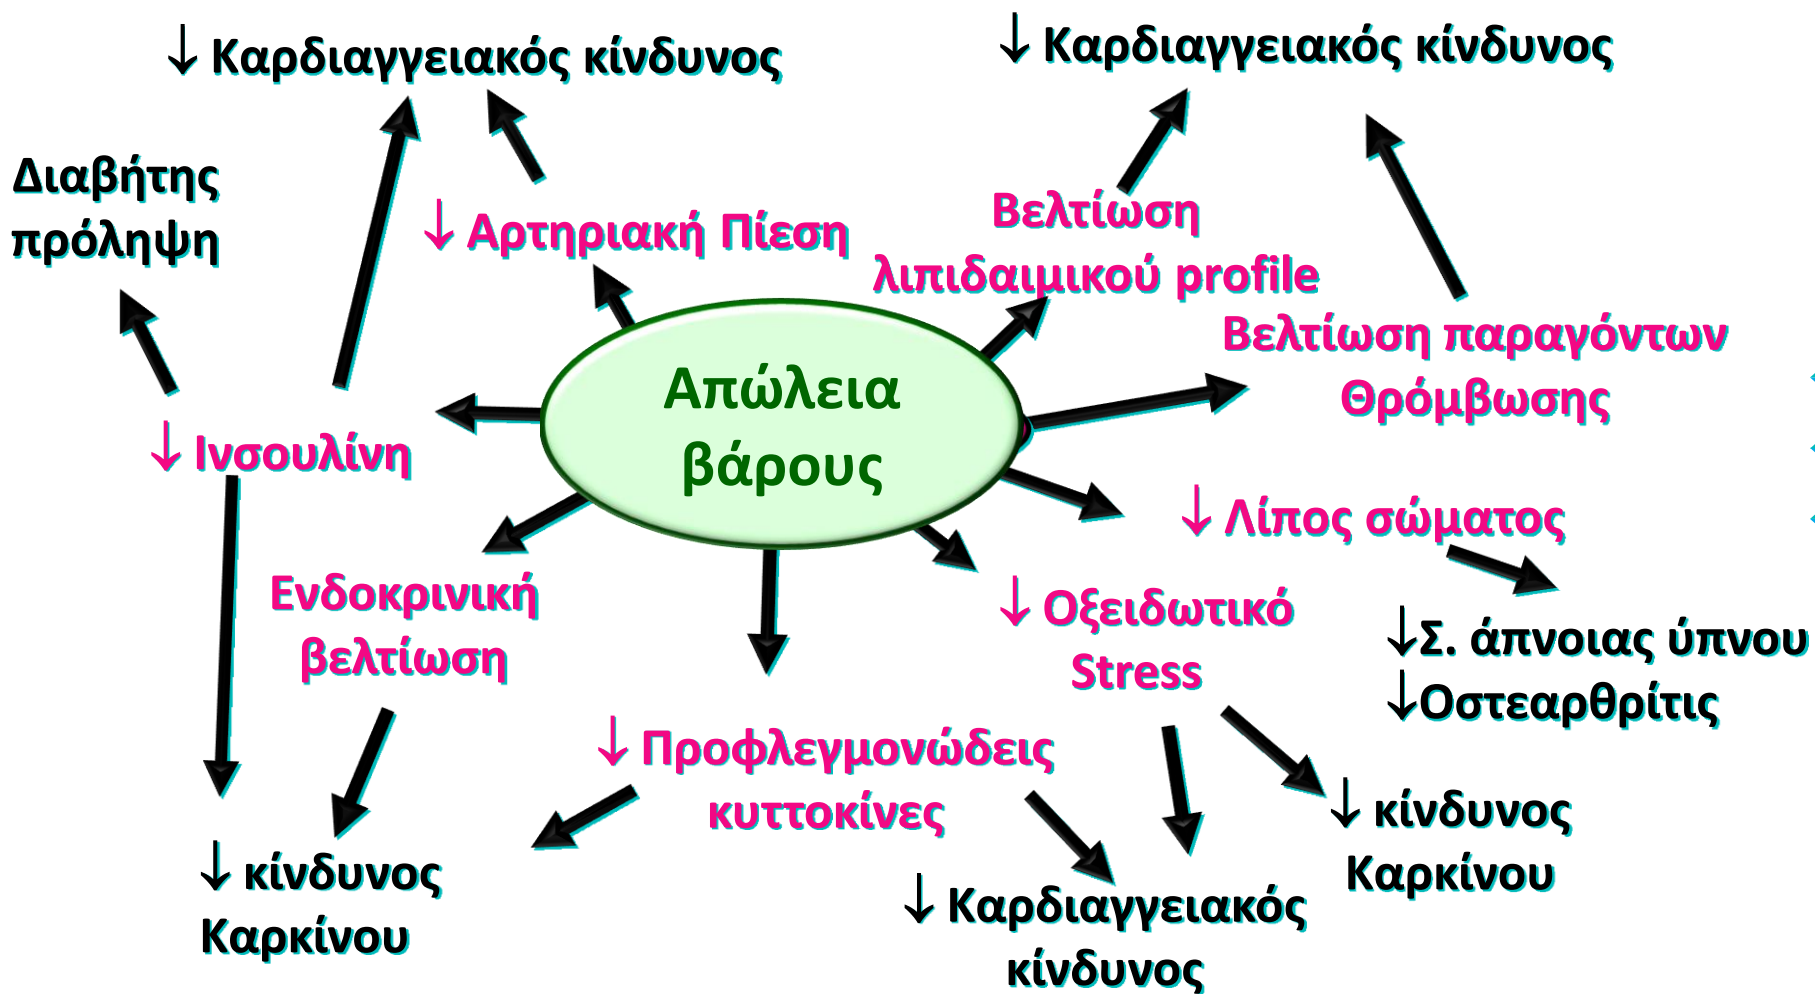 ↓ Καρδιαγγειακός κίνδυνος
↓ Καρδιαγγειακός κίνδυνος
Διαβήτης
πρόληψη
↓ Αρτηριακή Πίεση
Βελτίωση
λιπιδαιμικού profile
Βελτίωση παραγόντων
Θρόμβωσης
Απώλεια
βάρους
↓ Ινσουλίνη
↓ Λίπος σώματος
Ενδοκρινική
βελτίωση
↓ Οξειδωτικό
Stress
↓Σ. άπνοιας ύπνου
↓Οστεαρθρίτις
↓ Προφλεγμονώδεις
κυττοκίνες
↓ κίνδυνος
Καρκίνου
↓ κίνδυνος
Καρκίνου
↓ Καρδιαγγειακός
κίνδυνος